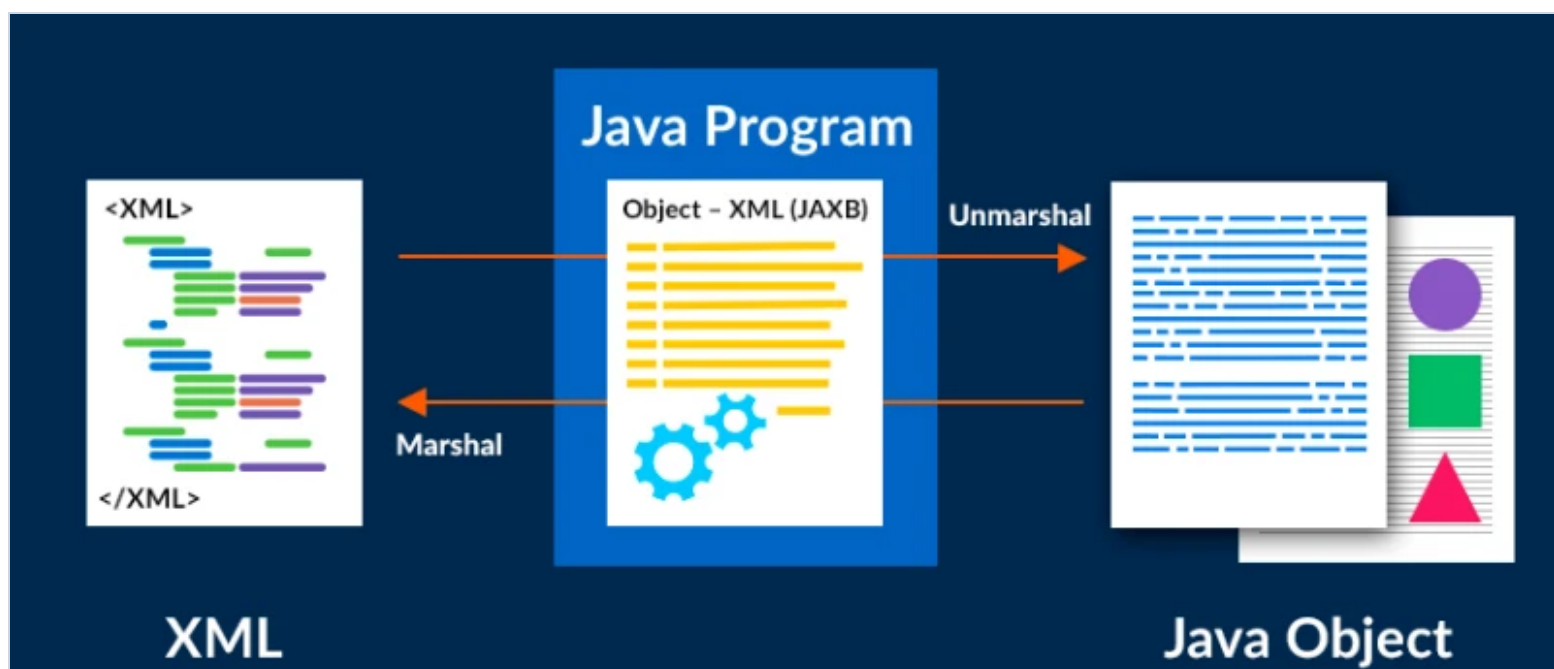 Java Program
<XML>
Object – XML (JAXB)
Unmarshal
Marshal
</XML>
XML
Java Object